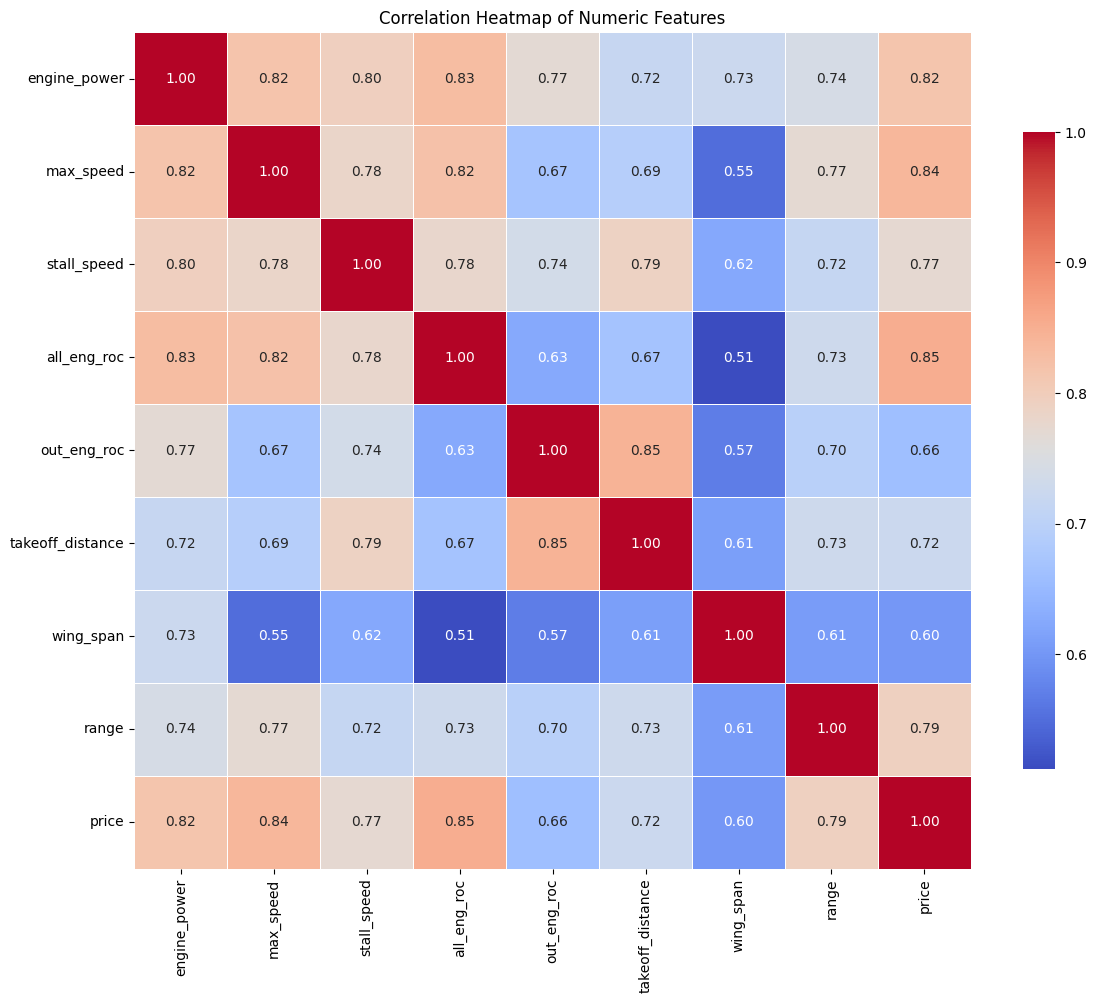 Correlation Heatmap of Numeric Features
engine_power 1.00 0.82 0.80 0.83 0.77 0.72 0.73 0.74 0.82
max_speed 0.82 1.00 0.78 0.82 0.67 0.69 0.55 0.77 0.84
stall_speed 0.80 0.78 1.00 0.78 0.74 0.79 0.62 0.72 0.77
all_eng_roc 0.83 0.82 0.78 1.00 0.63 0.67 0.51 0.73 0.85
out_eng_roc 0.77 0.67 0.74 0.63 1.00 0.85 0.57 0.70 0.66
takeoff_distance 0.72 0.69 0.79 0.67 0.85 1.00 0.61 0.73 0.72
wing_span 0.73 0.55 0.62 0.51 0.57 0.61 1.00 0.61 0.60
range 0.74 0.77 0.72 0.73 0.70 0.73 0.61 1.00 0.79
price 0.82 0.84 0.77 0.85 0.66 0.72 0.60 0.79 1.00
engine_power
max_speed
stall_speed
all_eng_roc
out_eng_roc
takeoff_distance
wing_span
range
price
1.0
0.9
0.8
0.7
0.6